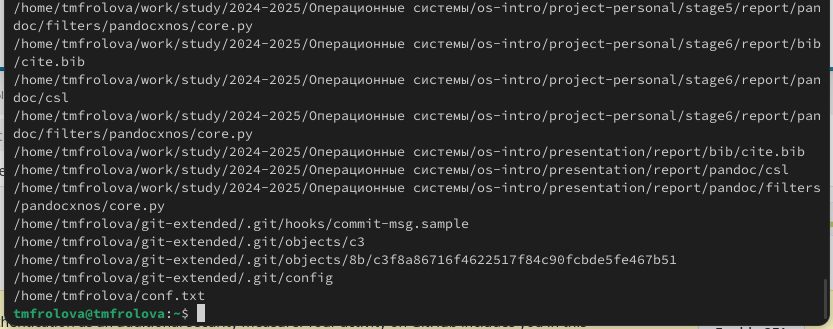 /home/tmfrolova/work/study/2024-2025/Операционные системы/os-intro/project-personal/stage5/report/pan
doc/filters/pandocxnos/core.py
/home/tmfrolova/work/study/2024-2025/Операционные системы/os-intro/project-personal/stage6/report/bib
/cite.bib
/home/tmfrolova/work/study/2024-2025/Операционные системы/os-intro/project-personal/stage6/report/pan
doc/csl
/home/tmfrolova/work/study/2024-2025/Операционные системы/os-intro/project-personal/stage6/report/pan
doc/filters/pandocxnos/core.py
/home/tmfrolova/work/study/2024-2025/Операционные системы/os-intro/presentation/report/bib/cite.bib
/home/tmfrolova/work/study/2024-2025/Операционные системы/os-intro/presentation/report/pandoc/csl
/home/tmfrolova/work/study/2024-2025/Операционные системы/os-intro/presentation/report/pandoc/filters
/pandocxnos/core.py
/home/tmfrolova/git-extended/.git/hooks/commit-msg.sample
/home/tmfrolova/git-extended/.git/objects/c3
/home/tmfrolova/git-extended/.git/objects/8b/c3f8a86716f4622517f84c90fcbde5fe467b51
/home/tmfrolova/git-extended/.git/config
/home/tmfrolova/conf.txt
tmfrolova@tmfrolova:~$